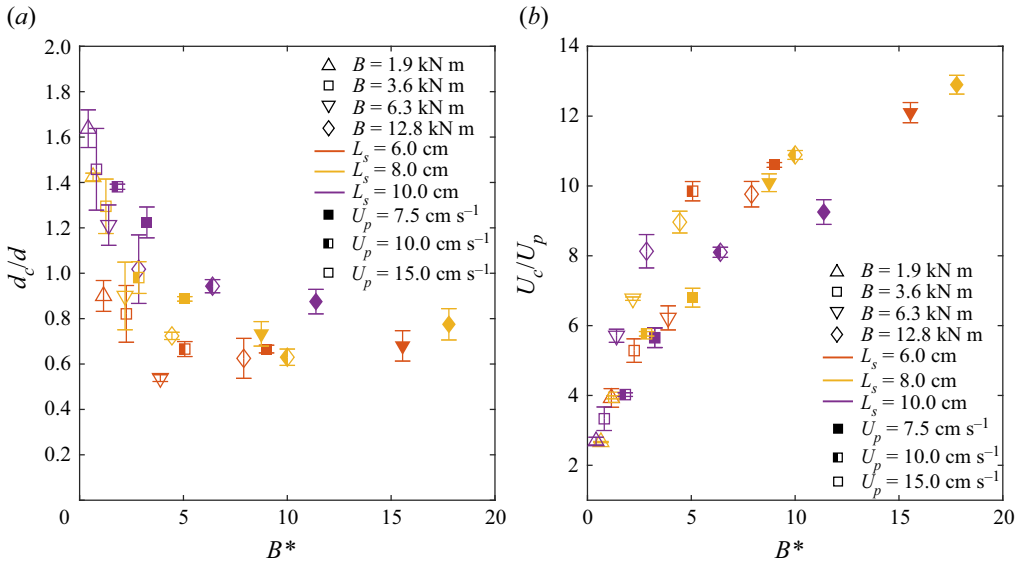 (a)
2.0
1.8
1.6
1.4
1.2
1.0
0.8
0.6
0.4
0.2
0
5
10
15
20
d_c/d
B*
B = 1.9 kN m
B = 3.6 kN m
B = 6.3 kN m
B = 12.8 kN m
L_s = 6.0 cm
L_s = 8.0 cm
L_s = 10.0 cm
U_p = 7.5 cm s⁻¹
U_p = 10.0 cm s⁻¹
U_p = 15.0 cm s⁻¹
(b)
14
12
10
8
6
4
2
0
5
10
15
20
U_c/U_p
B*
B = 1.9 kN m
B = 3.6 kN m
B = 6.3 kN m
B = 12.8 kN m
L_s = 6.0 cm
L_s = 8.0 cm
L_s = 10.0 cm
U_p = 7.5 cm s⁻¹
U_p = 10.0 cm s⁻¹
U_p = 15.0 cm s⁻¹